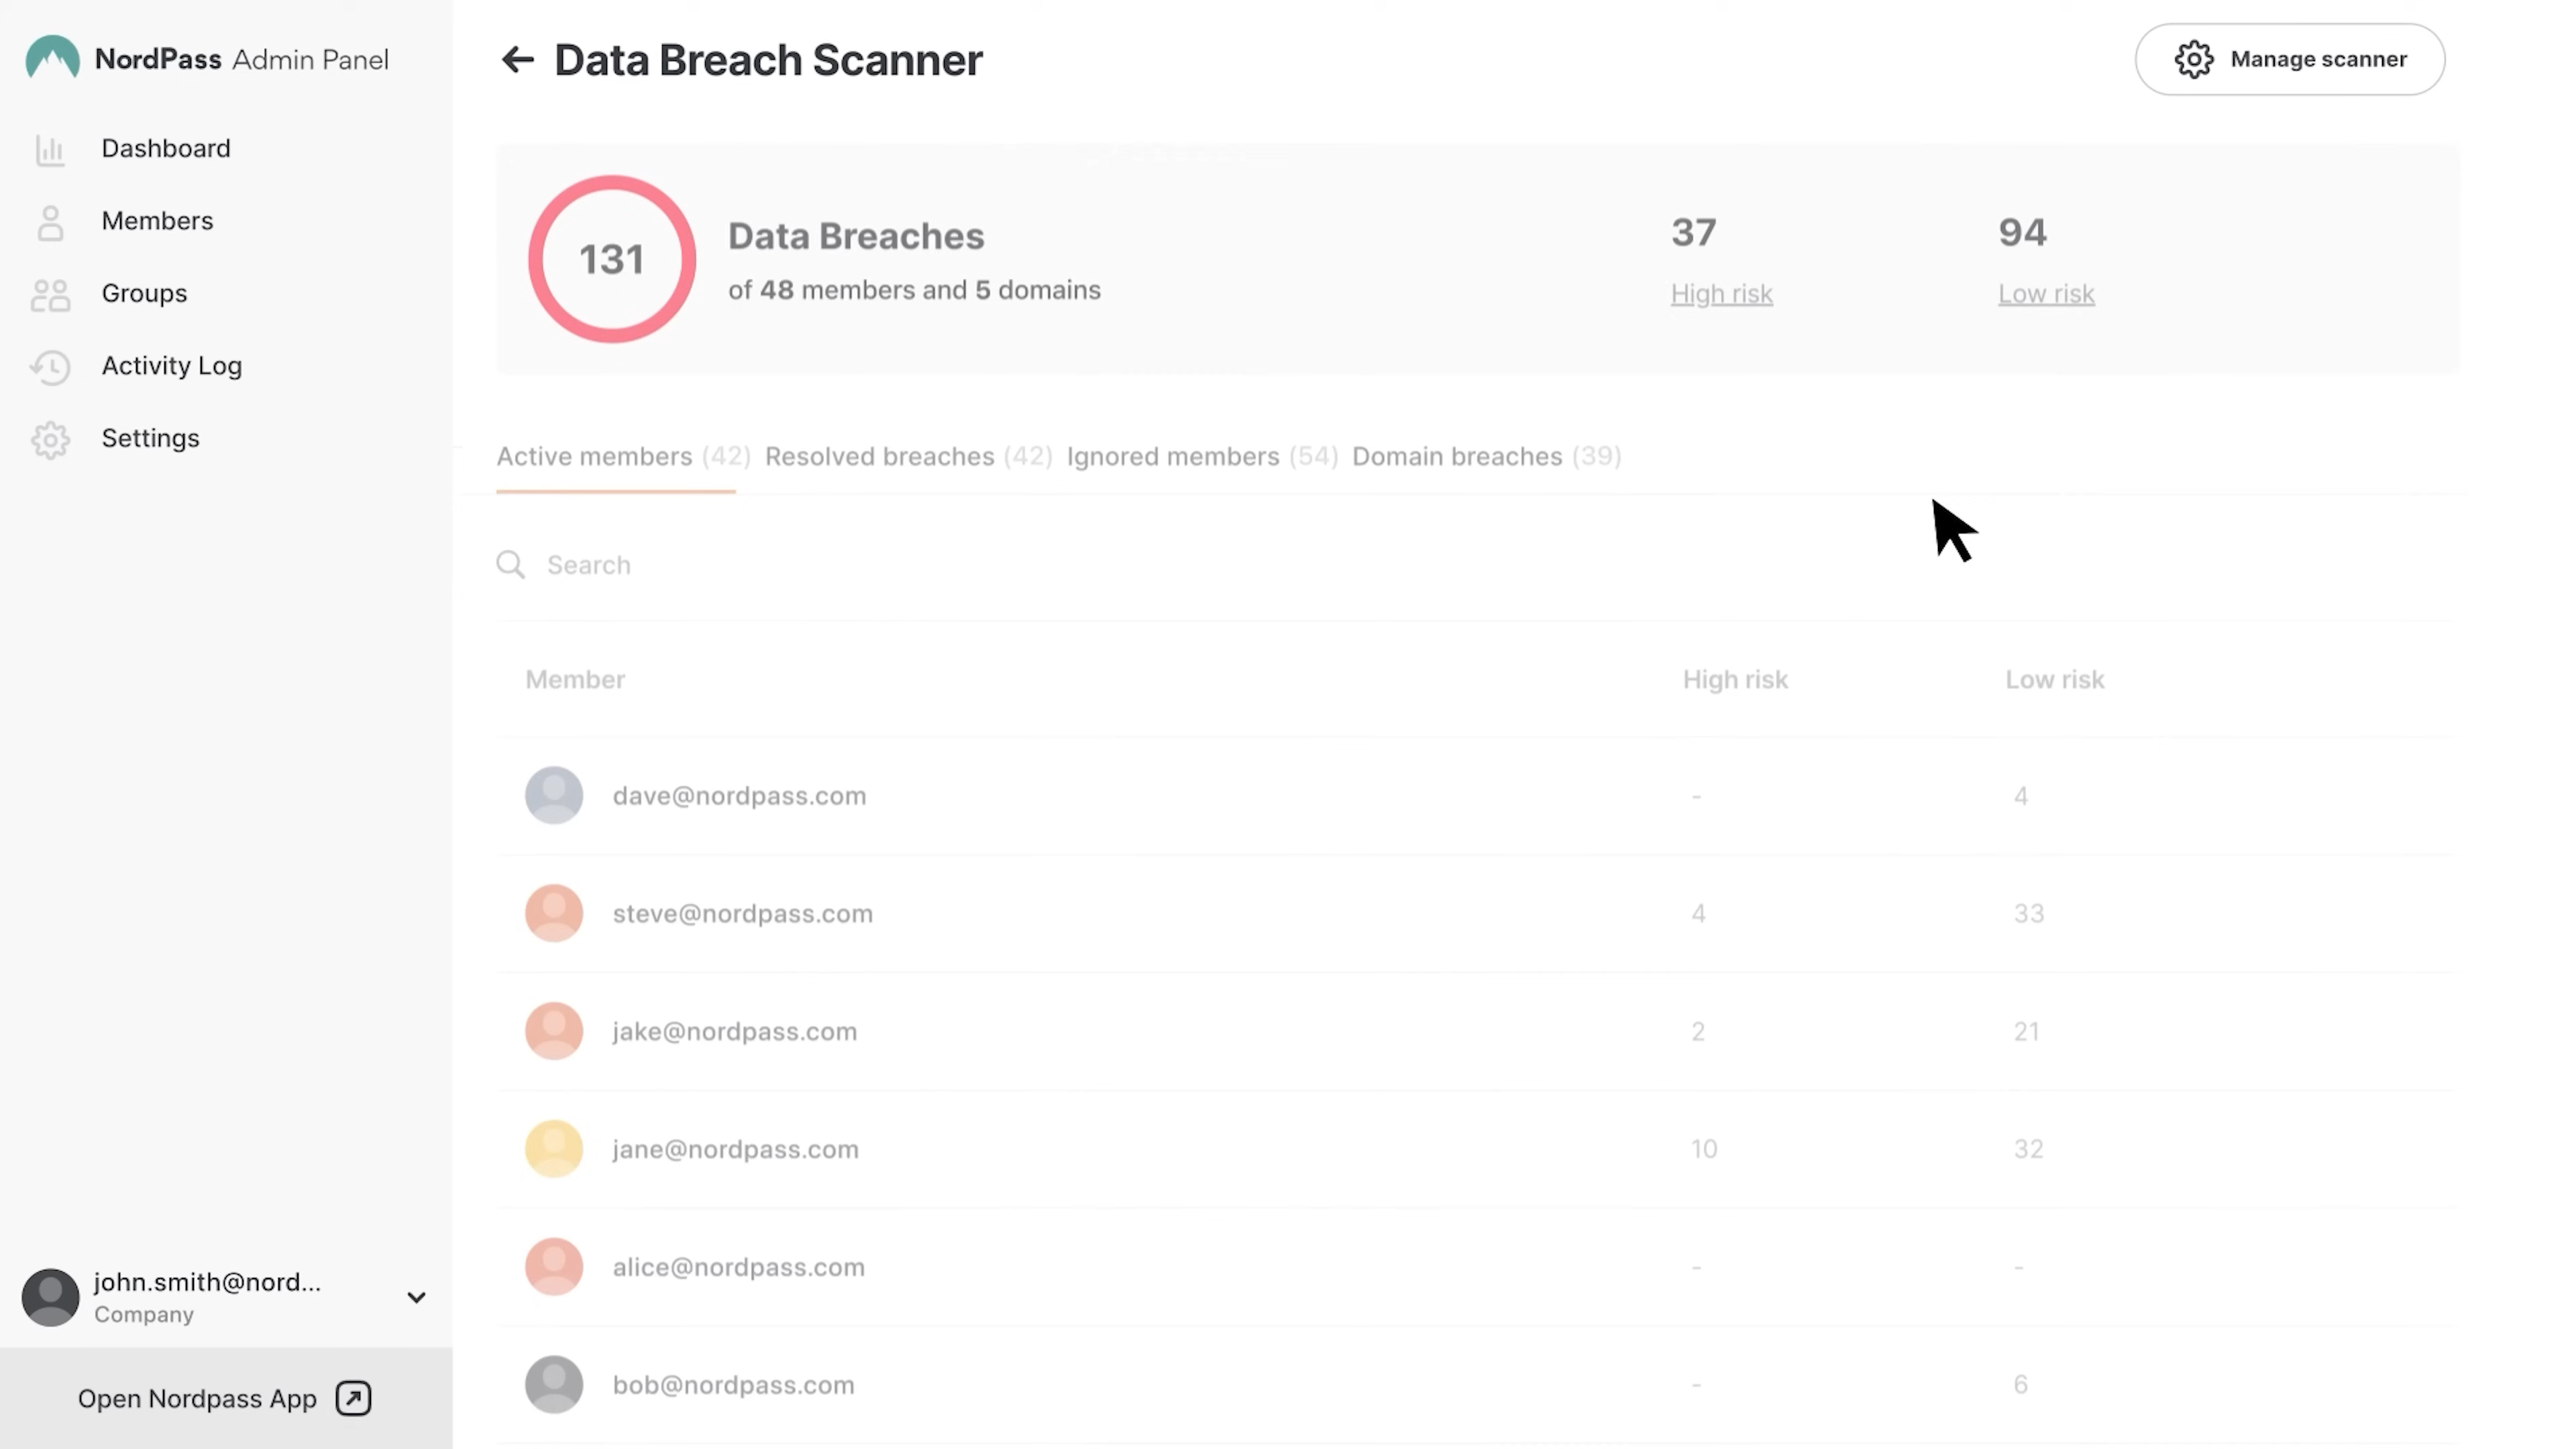 NordPass Admin Panel
Dashboard
Members
Groups
Activity Log
Settings
john.smith@nord...
Company
Open Nordpass App
Data Breach Scanner
Manage scanner
131
Data Breaches
of 48 members and 5 domains
37
High risk
94
Low risk
Active members (42) Resolved breaches (42) Ignored members (54) Domain breaches (39)
Search
Member High risk Low risk
dave@nordpass.com - 4
steve@nordpass.com 4 33
jake@nordpass.com 2 21
jane@nordpass.com 10 32
alice@nordpass.com - -
bob@nordpass.com - 6